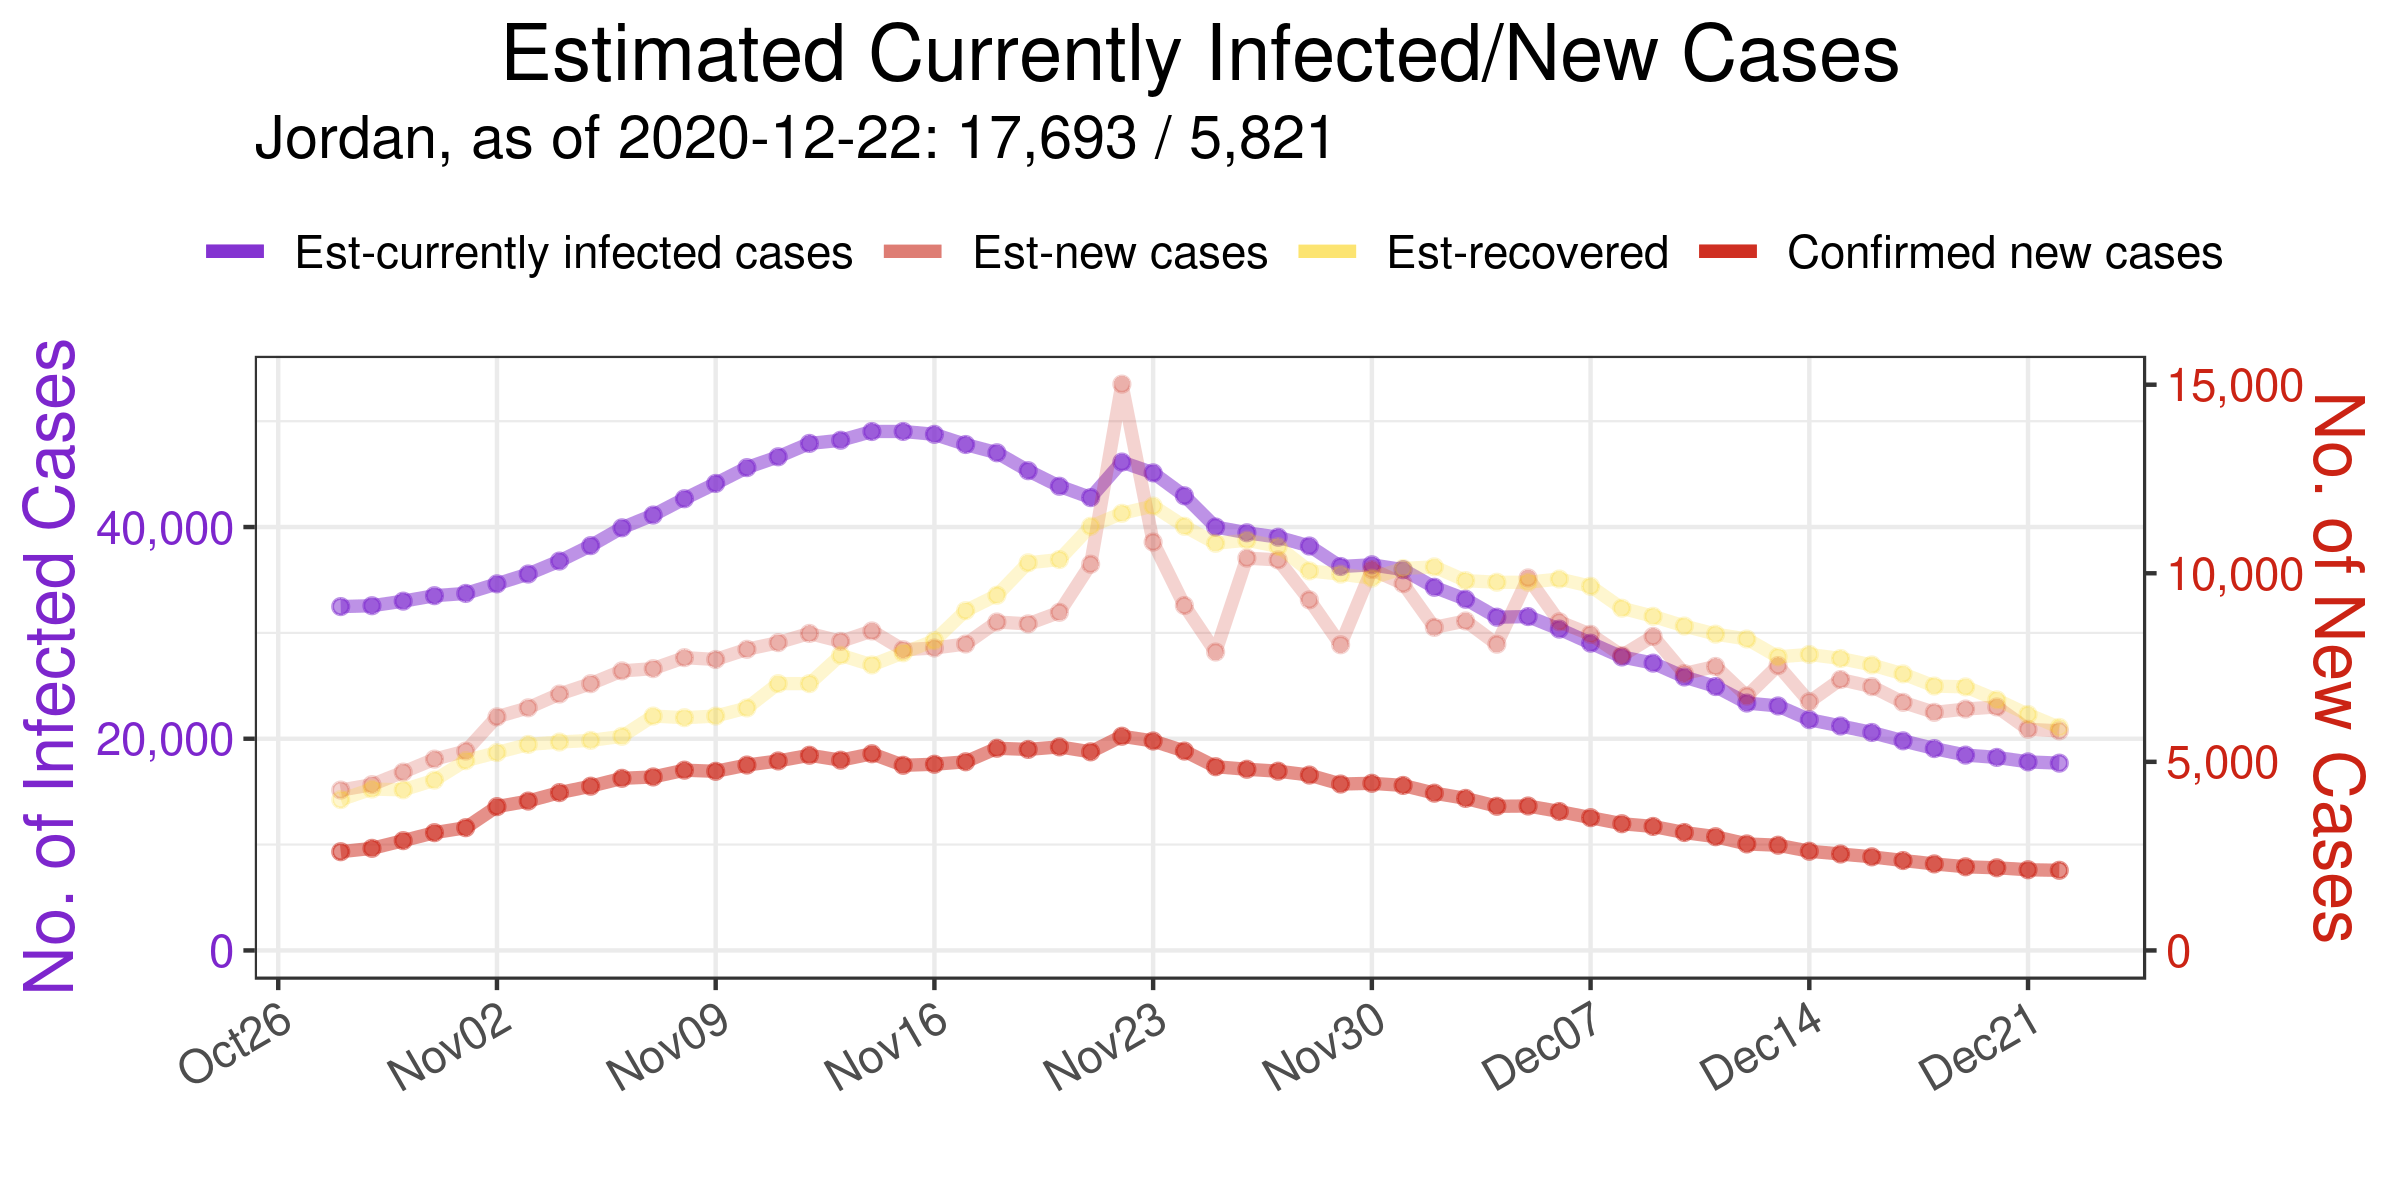 Estimated Currently Infected/New Cases
Jordan, as of 2020-12-22: 17,693 / 5,821
Est-currently infected cases Est-new cases Est-recovered Confirmed new cases
No. of Infected Cases
40,000
20,000
0
15,000
10,000
5,000
0
No. of New Cases
Oct26 Nov02 Nov09 Nov16 Nov23 Nov30 Dec07 Dec14 Dec21